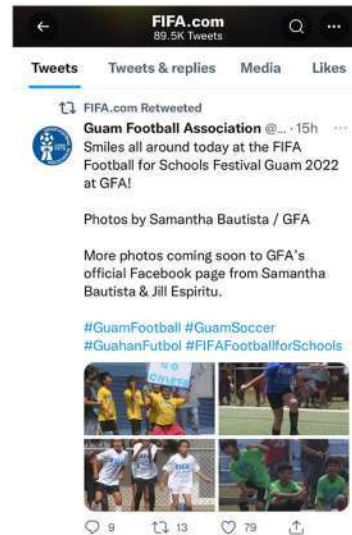 FIFA.com
89.5K Tweets
Tweets Tweets & replies Media Likes
FIFA.com Retweeted
Guam Football Association @... · 15h ···
Smiles all around today at the FIFA
Football for Schools Festival Guam 2022
at GFA!
Photos by Samantha Bautista / GFA
More photos coming soon to GFA's
official Facebook page from Samantha
Bautista & Jill Espiritu.
#GuamFootball #GuamSoccer
#GuahanFutbol #FIFAFootballforSchools
GO
FIFA
FIFA
9 13 79